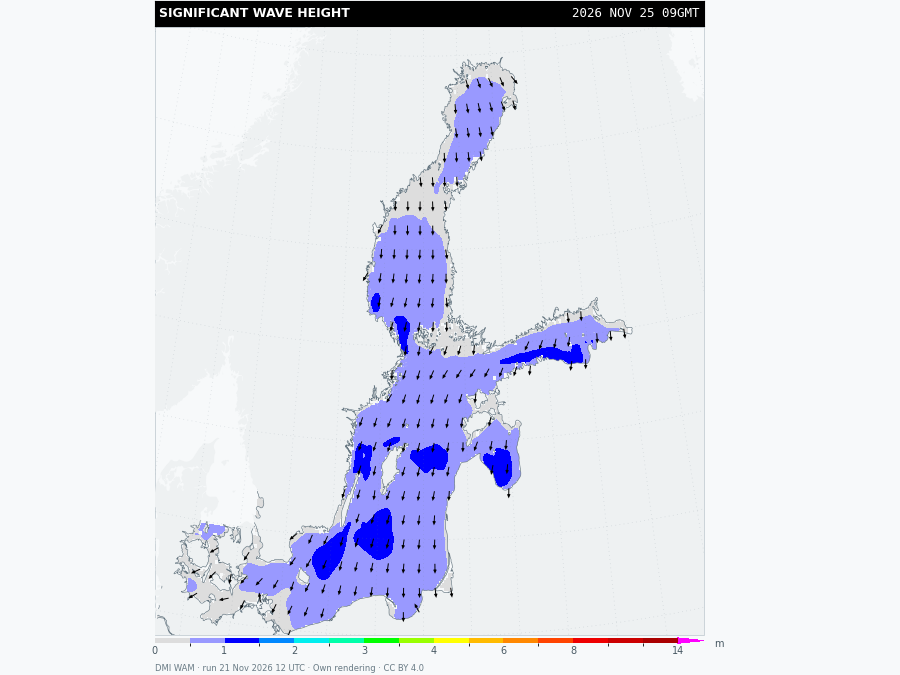 SIGNIFICANT WAVE HEIGHT 2026 NOV 25 09GMT
0 1 2 3 4 6 8 14 m
DMI WAM · run 21 Nov 2026 12 UTC · Own rendering · CC BY 4.0